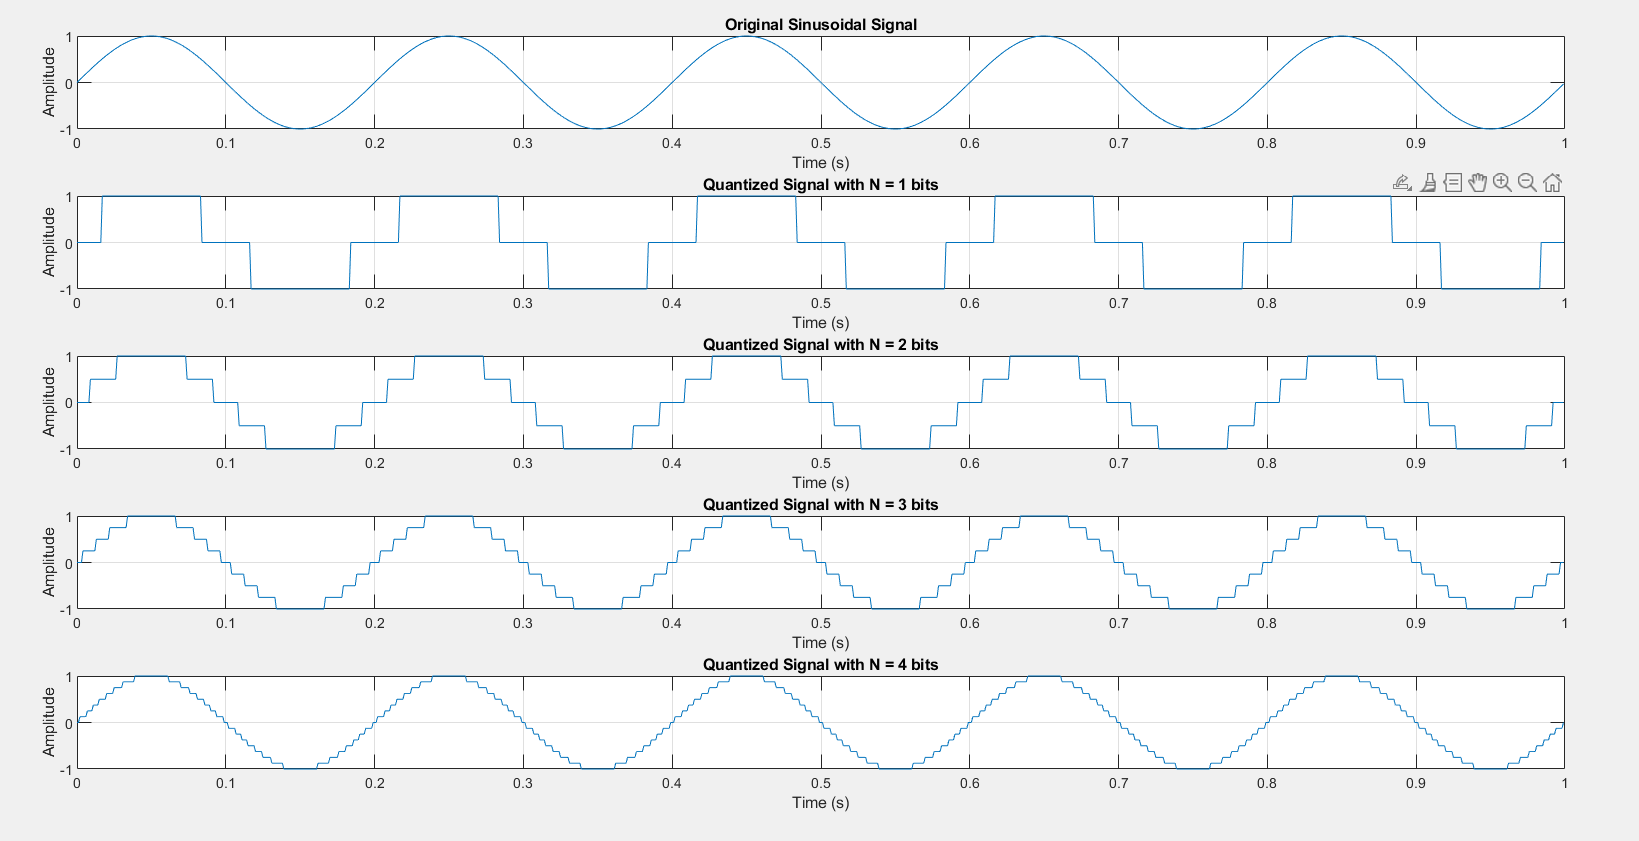 Original Sinusoidal Signal
1
0
-1
Amplitude
0 0.1 0.2 0.3 0.4 0.5 0.6 0.7 0.8 0.9 1
Time (s)
Quantized Signal with N = 1 bits
1
0
-1
Amplitude
0 0.1 0.2 0.3 0.4 0.5 0.6 0.7 0.8 0.9 1
Time (s)
Quantized Signal with N = 2 bits
1
0
-1
Amplitude
0 0.1 0.2 0.3 0.4 0.5 0.6 0.7 0.8 0.9 1
Time (s)
Quantized Signal with N = 3 bits
1
0
-1
Amplitude
0 0.1 0.2 0.3 0.4 0.5 0.6 0.7 0.8 0.9 1
Time (s)
Quantized Signal with N = 4 bits
1
0
-1
Amplitude
0 0.1 0.2 0.3 0.4 0.5 0.6 0.7 0.8 0.9 1
Time (s)